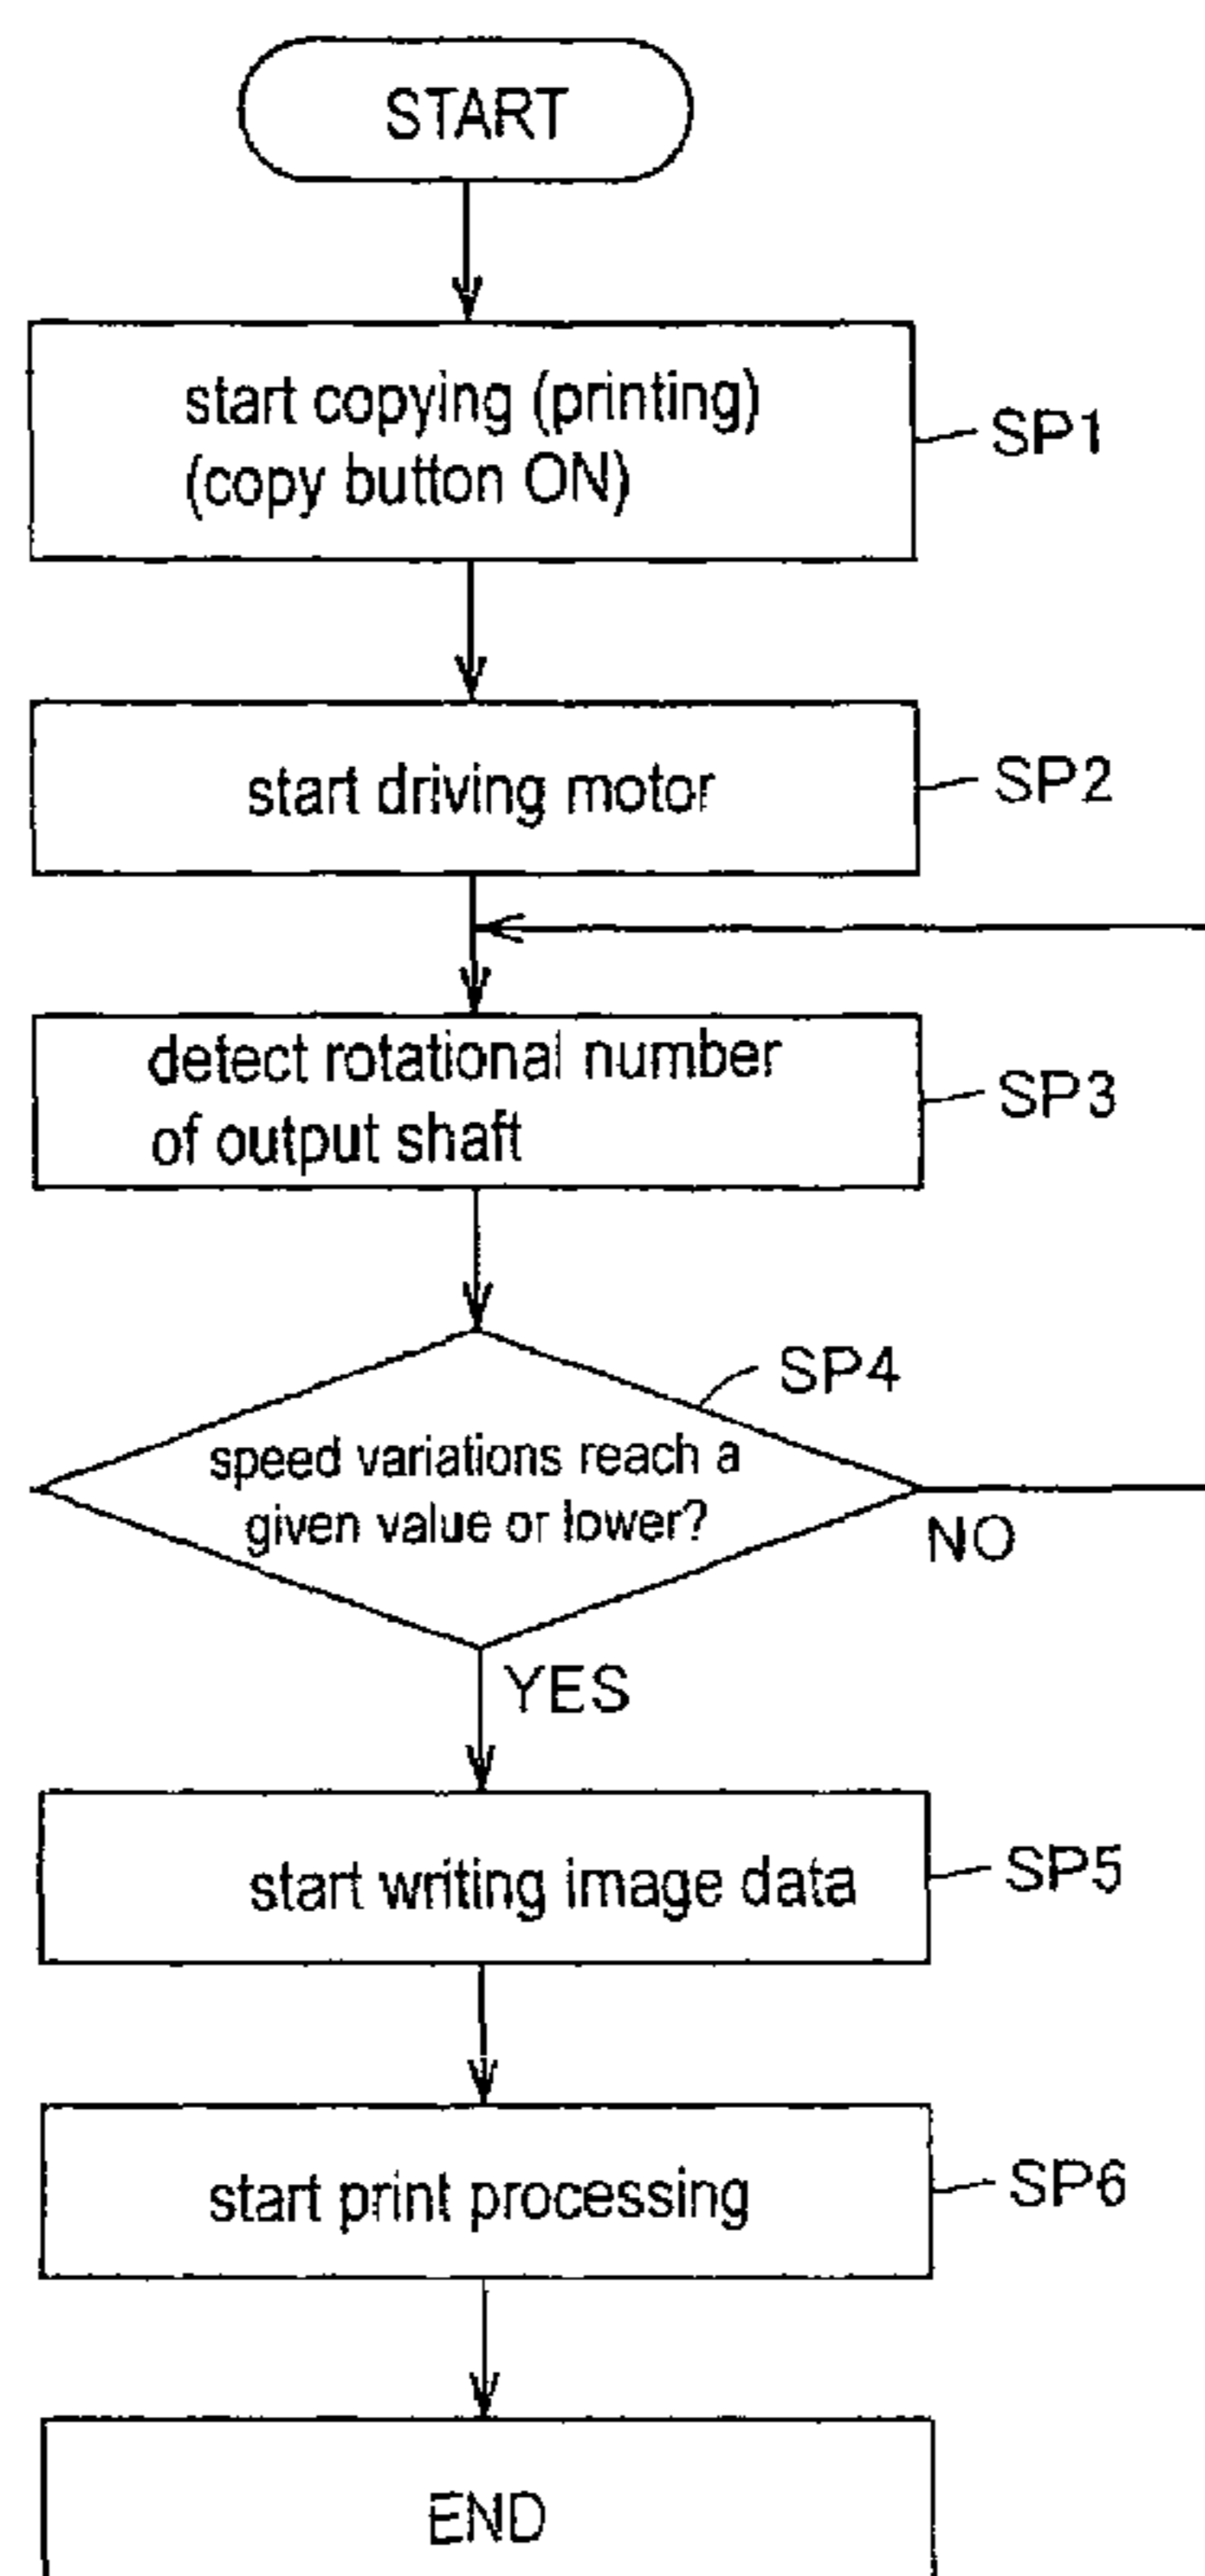 START
start copying (printing)
(copy button ON)
SP1
start driving motor
SP2
detect rotational number
of output shaft
SP3
SP4
speed variations reach a
given value or lower?
NO
YES
start writing image data
SP5
start print processing
SP6
END